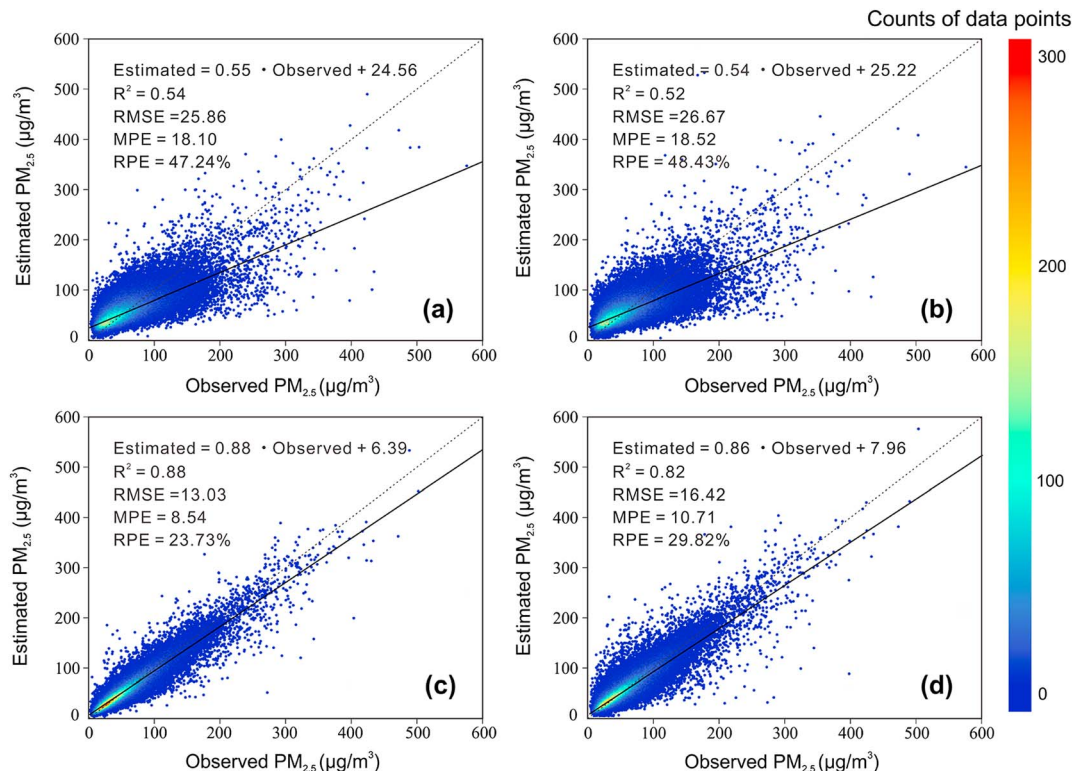 Counts of data points
300
200
100
0
600
500
400
300
200
100
0
Estimated PM2.5 (µg/m³)
Estimated = 0.55 • Observed + 24.56
R² = 0.54
RMSE =25.86
MPE = 18.10
RPE = 47.24%
(a)
0 100 200 300 400 500 600
Observed PM2.5 (µg/m³)
600
500
400
300
200
100
0
Estimated PM2.5 (µg/m³)
Estimated = 0.54 • Observed + 25.22
R² = 0.52
RMSE = 26.67
MPE = 18.52
RPE = 48.43%
(b)
0 100 200 300 400 500 600
Observed PM2.5 (µg/m³)
600
500
400
300
200
100
0
Estimated PM2.5 (µg/m³)
Estimated = 0.88 • Observed + 6.39
R² = 0.88
RMSE =13.03
MPE = 8.54
RPE = 23.73%
(c)
0 100 200 300 400 500 600
Observed PM2.5 (µg/m³)
600
500
400
300
200
100
0
Estimated PM2.5 (µg/m³)
Estimated = 0.86 • Observed + 7.96
R² = 0.82
RMSE = 16.42
MPE = 10.71
RPE = 29.82%
(d)
0 100 200 300 400 500 600
Observed PM2.5 (µg/m³)